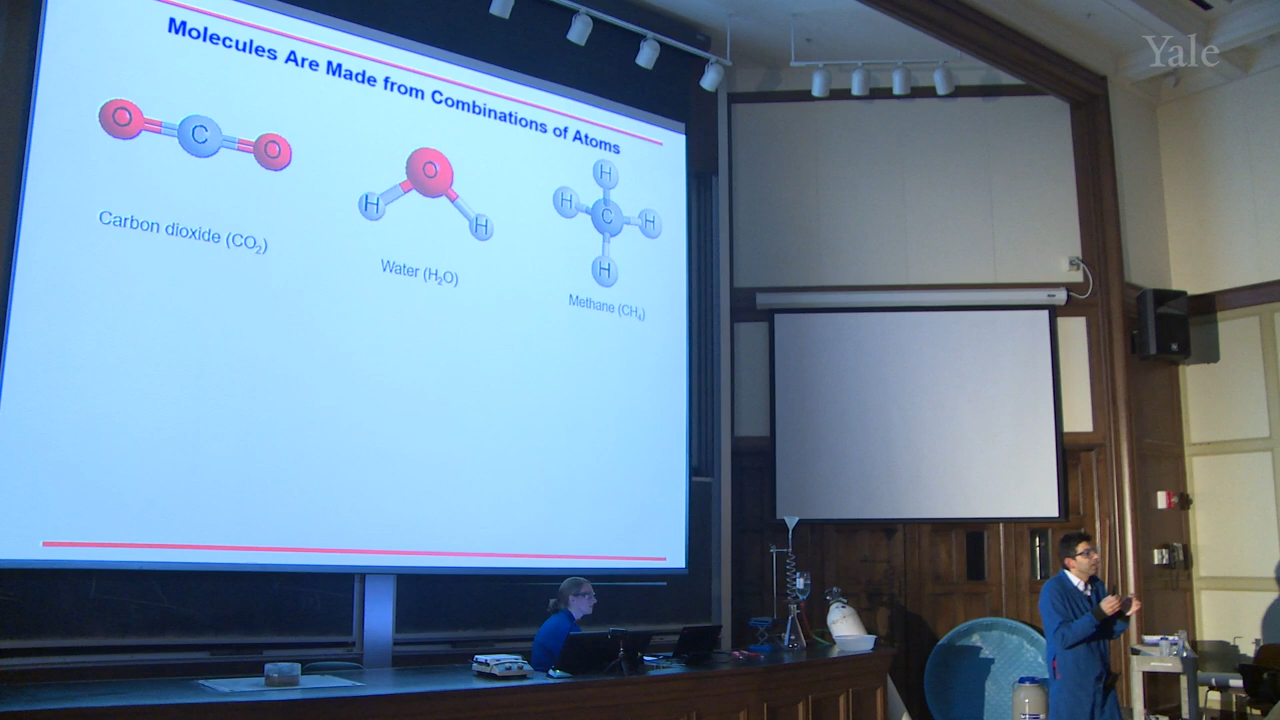 Yale
Molecules Are Made from Combinations of Atoms
O C O
Carbon dioxide (CO₂)
O
H H
Water (H₂O)
H
H C H
H
Methane (CH₄)